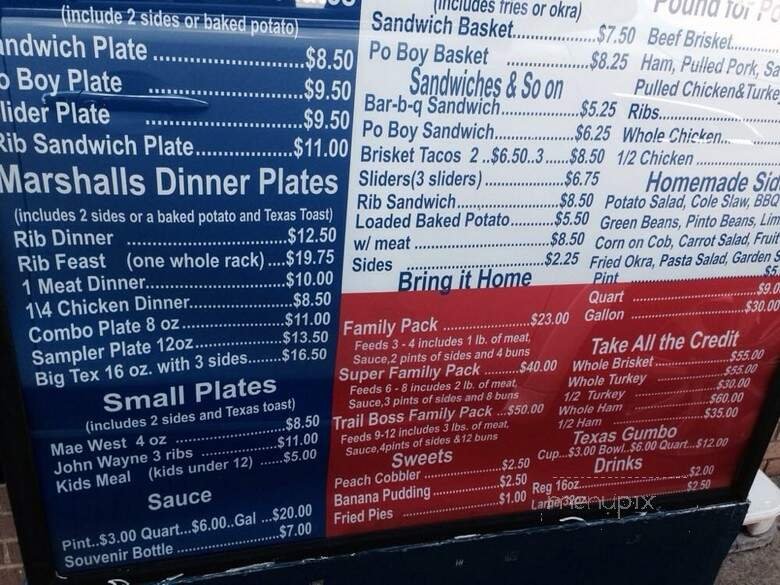 (include 2 sides or baked potato)
Sandwich Plate ..................$8.50
Po Boy Plate ..................$9.50
Slider Plate ..................$9.50
Rib Sandwich Plate..............$11.00
Marshalls Dinner Plates
(includes 2 sides or a baked potato and Texas Toast)
Rib Dinner ..................$12.50
Rib Feast (one whole rack) ....$19.75
1 Meat Dinner..................$10.00
1\4 Chicken Dinner..................$8.50
Combo Plate 8 oz..................$11.00
Sampler Plate 12oz..................$13.50
Big Tex 16 oz. with 3 sides........$16.50
Small Plates
(includes 2 sides and Texas toast)
Mae West 4 oz ..................$8.50
John Wayne 3 ribs ..................$11.00
Kids Meal (kids under 12) ......$5.00
Sauce
Pint..$3.00 Quart...$6.00..Gal ...$20.00
Souvenir Bottle ..................$7.00
(includes fries or okra)
Sandwich Basket..................$7.50
Po Boy Basket ..................$8.25
Sandwiches & So on
Bar-b-q Sandwich..................$5.25
Po Boy Sandwich..................$6.25
Brisket Tacos 2 ..$6.50..3......$8.50
Sliders(3 sliders) ..................$6.75
Rib Sandwich..................$8.50
Loaded Baked Potato..............$5.50
w/ meat ..................$8.50
Sides ..................$2.25
Bring it Home
Family Pack ..................$23.00
Feeds 3 - 4 includes 1 lb. of meat,
Sauce,2 pints of sides and 4 buns
Super Family Pack ..............$40.00
Feeds 6 - 8 incudes 2 lb. of meat,
Sauce,3 pints of sides and 8 buns
Trail Boss Family Pack ...$50.00
Feeds 9-12 includes 3 lbs. of meat,
Sauce,4pints of sides &12 buns
Sweets
Peach Cobbler ..................$2.50
Banana Pudding..................$2.50
Fried Pies ..................$1.00
Pound for
Beef Brisket..............
Ham, Pulled Pork,
Pulled Chicken&Turke
Ribs..................
Whole Chicken..............
1/2 Chicken ..............
Homemade Sid
Potato Salad, Cole Slaw, BBQ
Green Beans, Pinto Beans, Lim
Corn on Cob, Carrot Salad, Fruit
Fried Okra, Pasta Salad, Garden S
Pint ..................
Quart ..................$9.0
Gallon ..................$30.00
Take All the Credit
Whole Brisket ..................$55.00
Whole Turkey ..................$55.00
1/2 Turkey ..................$30.00
Whole Ham ..................$60.00
1/2 Ham ..................$35.00
Texas Gumbo
Cup...$3.00 Bowl..$6.00 Quart...$12.00
Drinks
Reg 16oz..................$2.00
Large32oz..................$2.50
menupix